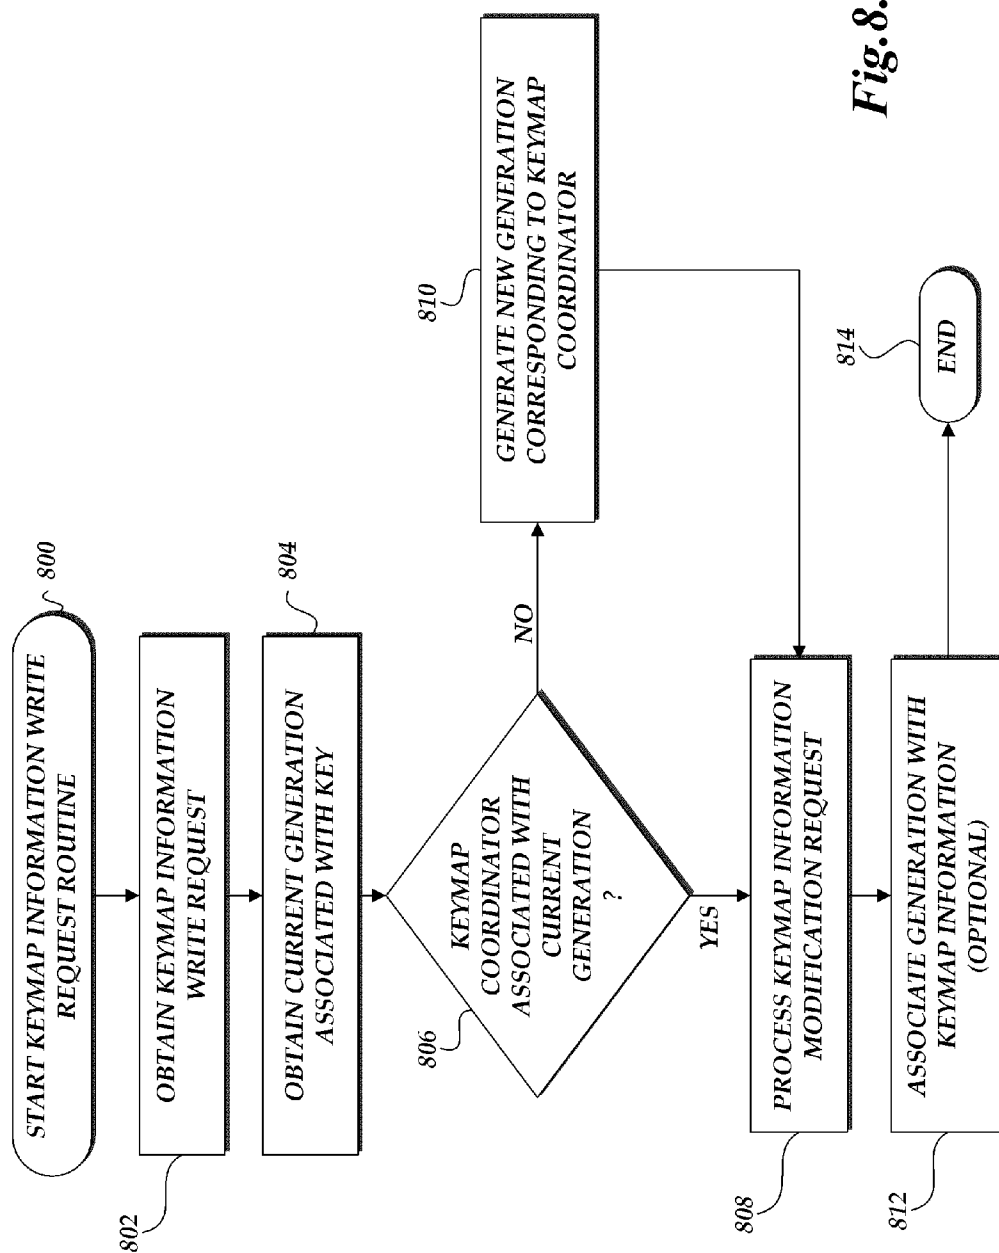 START KEYMAP INFORMATION WRITE
REQUEST ROUTINE
800
OBTAIN KEYMAP INFORMATION
WRITE REQUEST
802
OBTAIN CURRENT GENERATION
ASSOCIATED WITH KEY
804
KEYMAP
COORDINATOR
ASSOCIATED WITH
CURRENT
GENERATION
?
806
NO
YES
GENERATE NEW GENERATION
CORRESPONDING TO KEYMAP
COORDINATOR
810
PROCESS KEYMAP INFORMATION
MODIFICATION REQUEST
808
ASSOCIATE GENERATION WITH
KEYMAP INFORMATION
(OPTIONAL)
812
END
814
Fig.8.